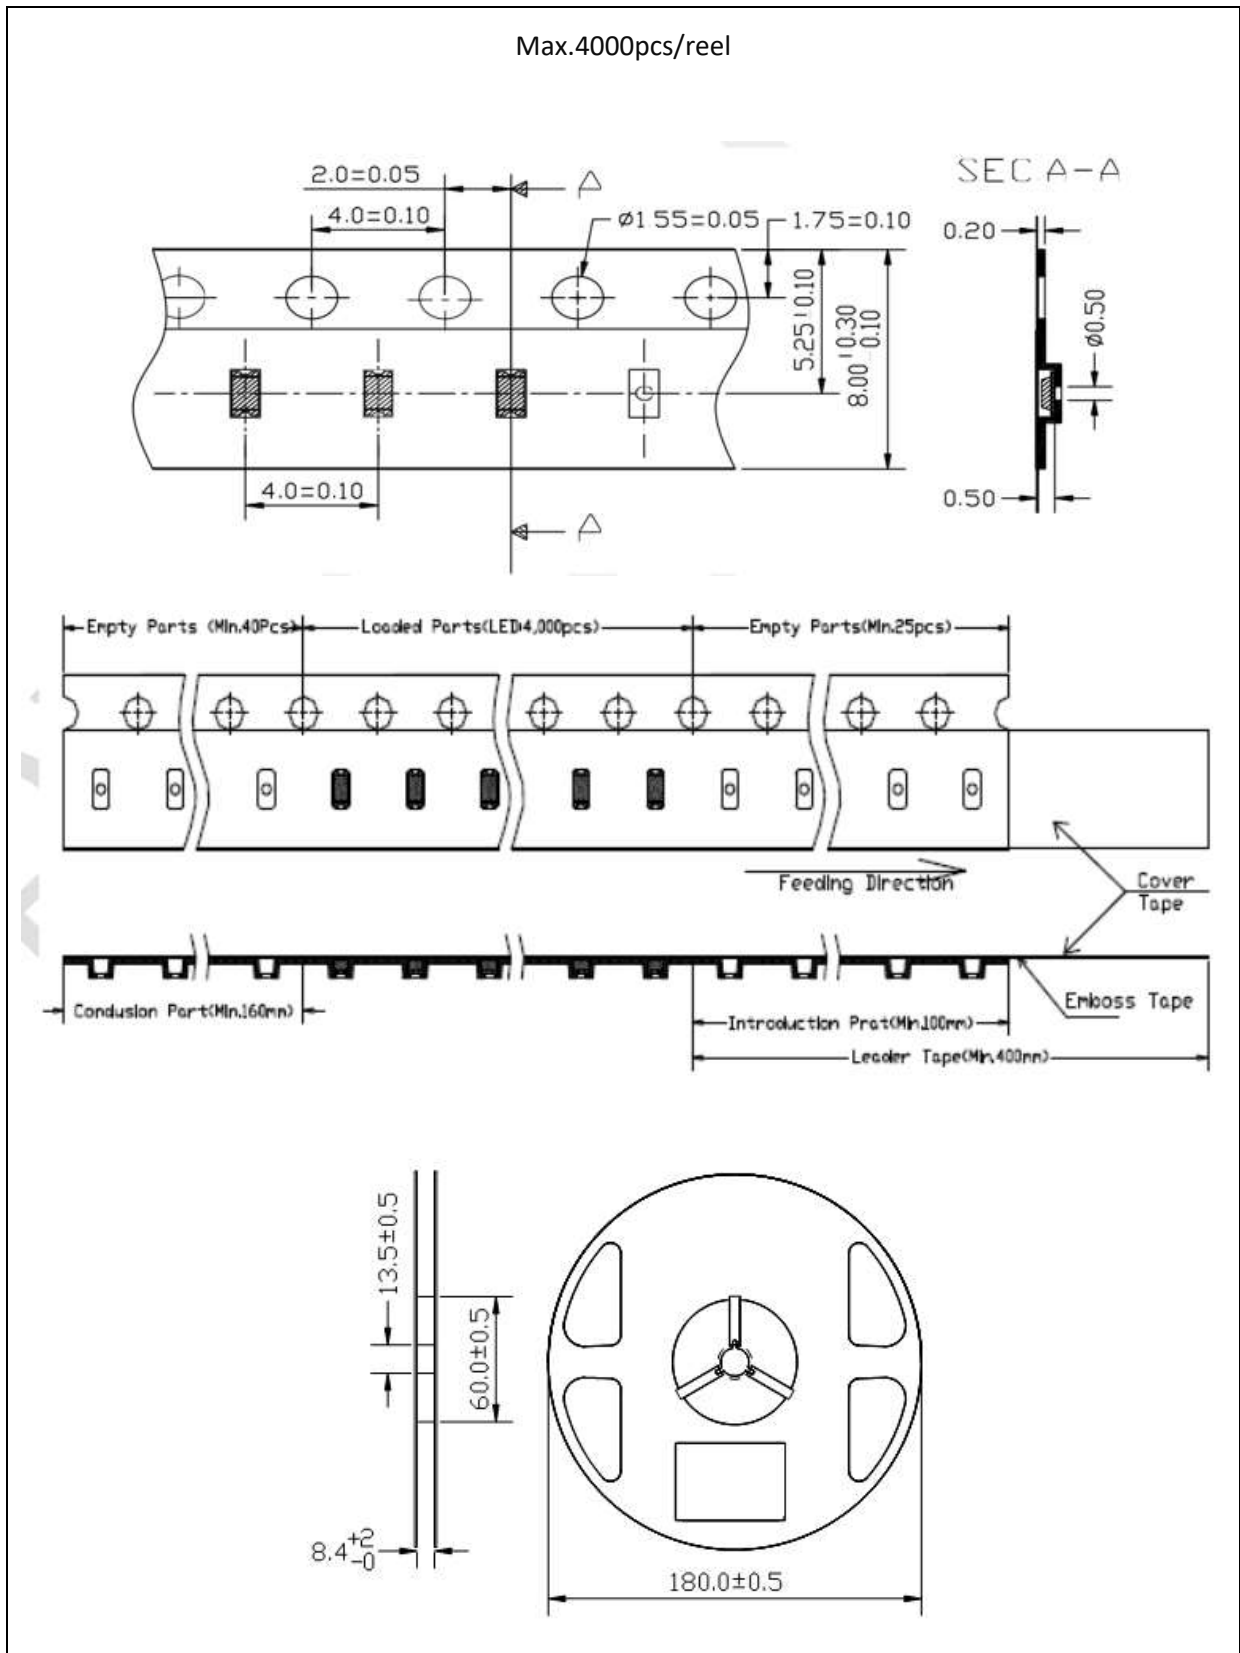 Max.4000pcs/reel
SEC A-A
2.0=0.05
A
4.0=0.10
ø1.55=0.05
1.75=0.10
0.20
5.25'0.10
8.00'0.30
0.10
ø0.50
4.0=0.10
0.50
A
Empty Parts (Min.40Pcs)
Loaded Parts(LED:4,000pcs)
Empty Parts(Min.25pcs)
Feeding Direction
Cover
Tape
Emboss Tape
Condusion Part(Min.160mm)
Introduction Prat(Min.100mm)
Leader Tape(Min.400mm)
13.5±0.5
60.0±0.5
8.4+2
-0
180.0±0.5